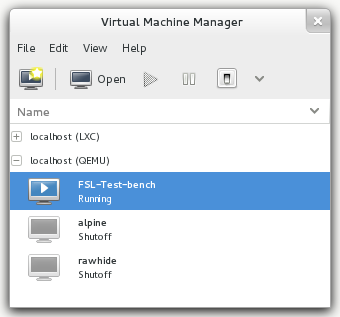 Virtual Machine Manager
File Edit View Help
Open
Name
localhost (LXC)
localhost (QEMU)
FSL-Test-bench
Running
alpine
Shutoff
rawhide
Shutoff